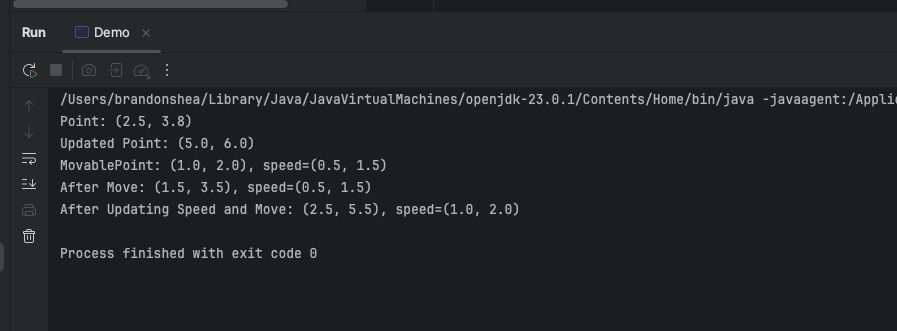 Run
Demo
/Users/brandonshea/Library/Java/JavaVirtualMachines/openjdk-23.0.1/Contents/Home/bin/java -javaagent:/Applic
Point: (2.5, 3.8)
Updated Point: (5.0, 6.0)
MovablePoint: (1.0, 2.0), speed=(0.5, 1.5)
After Move: (1.5, 3.5), speed=(0.5, 1.5)
After Updating Speed and Move: (2.5, 5.5), speed=(1.0, 2.0)
Process finished with exit code 0